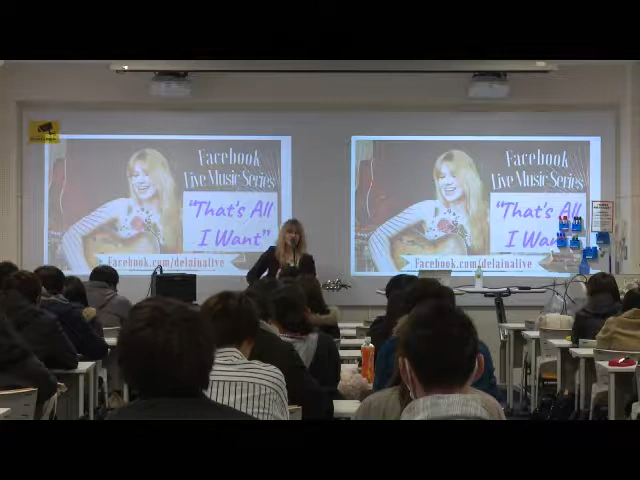 Facebook
Live Music Series
"That's All
I Want"
Facebook.com/delainalive
Facebook
Live Music Series
"That's All
I Wan
Facebook.com/delainalive